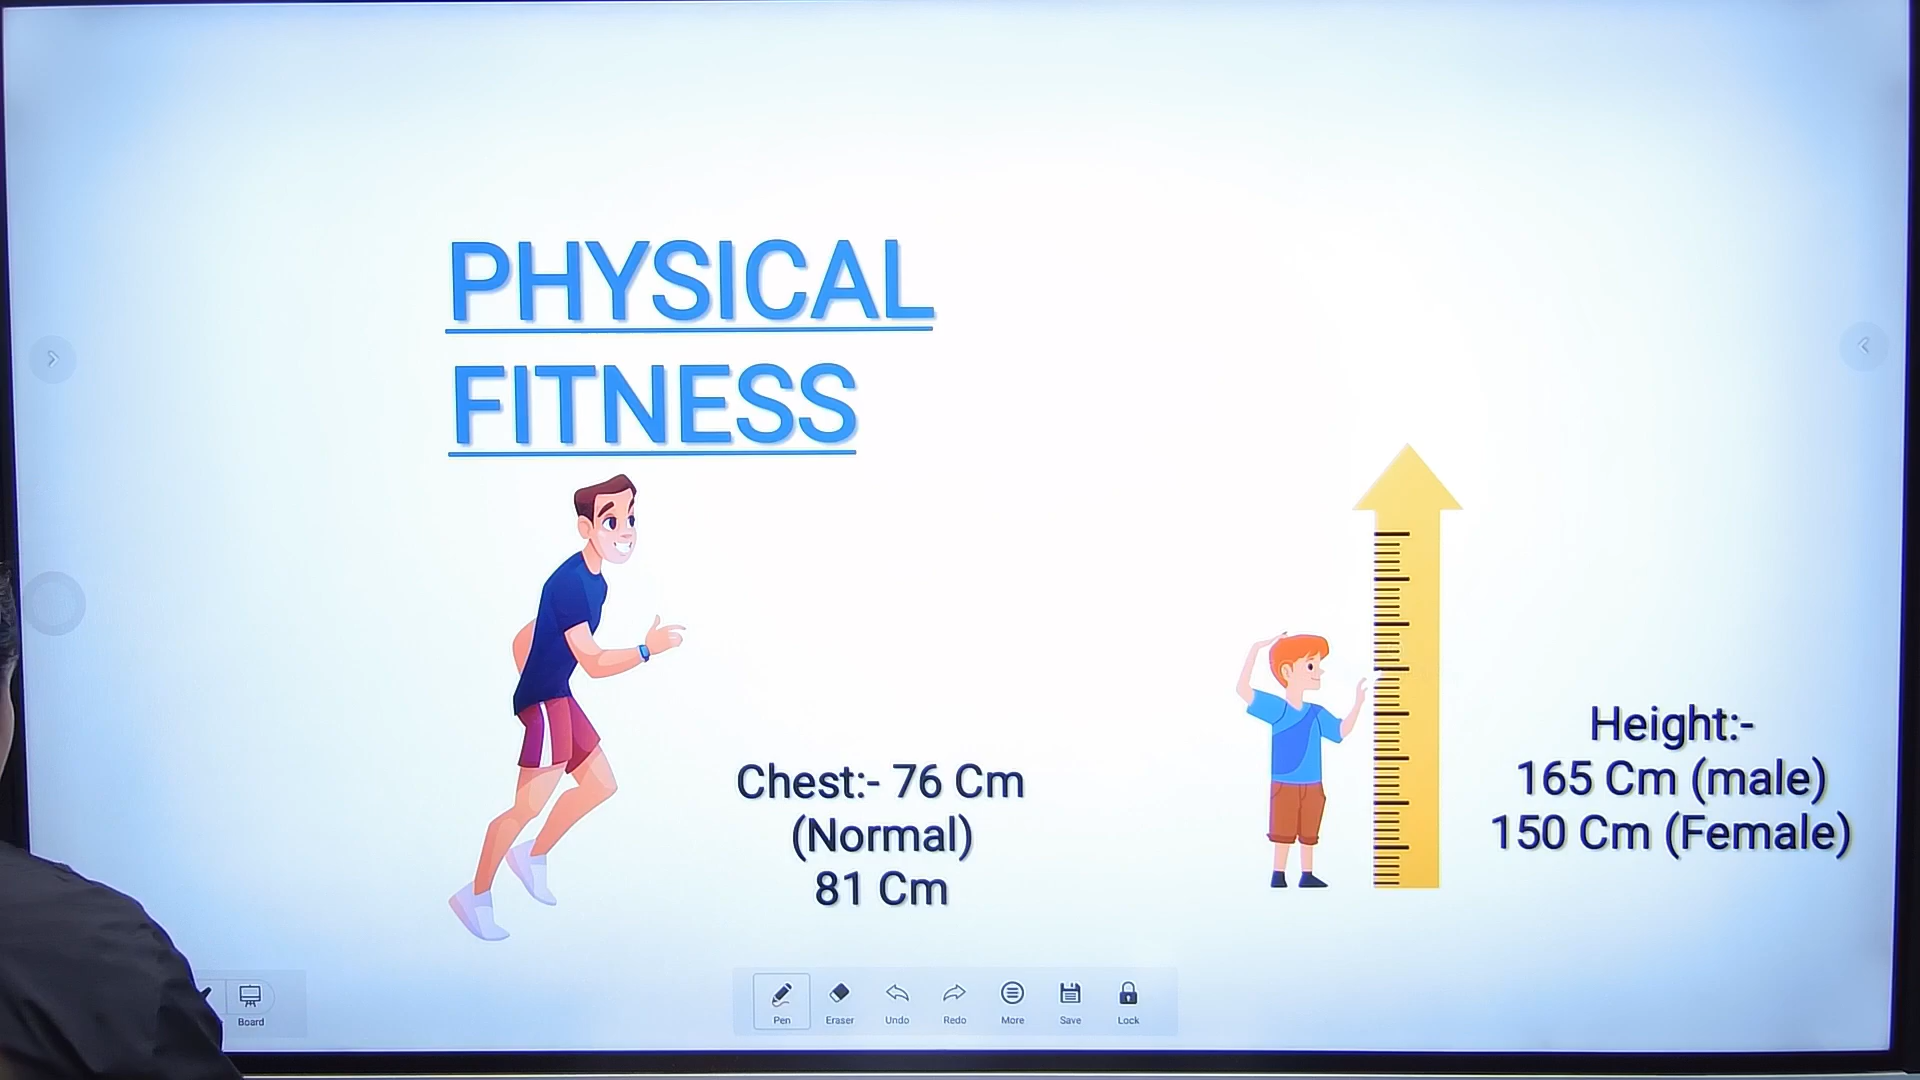 PHYSICAL
FITNESS
Chest:- 76 Cm
(Normal)
81 Cm
Height:-
165 Cm (male)
150 Cm (Female)
Board
Pen
Eraser
Undo
Redo
More
Save
Lock